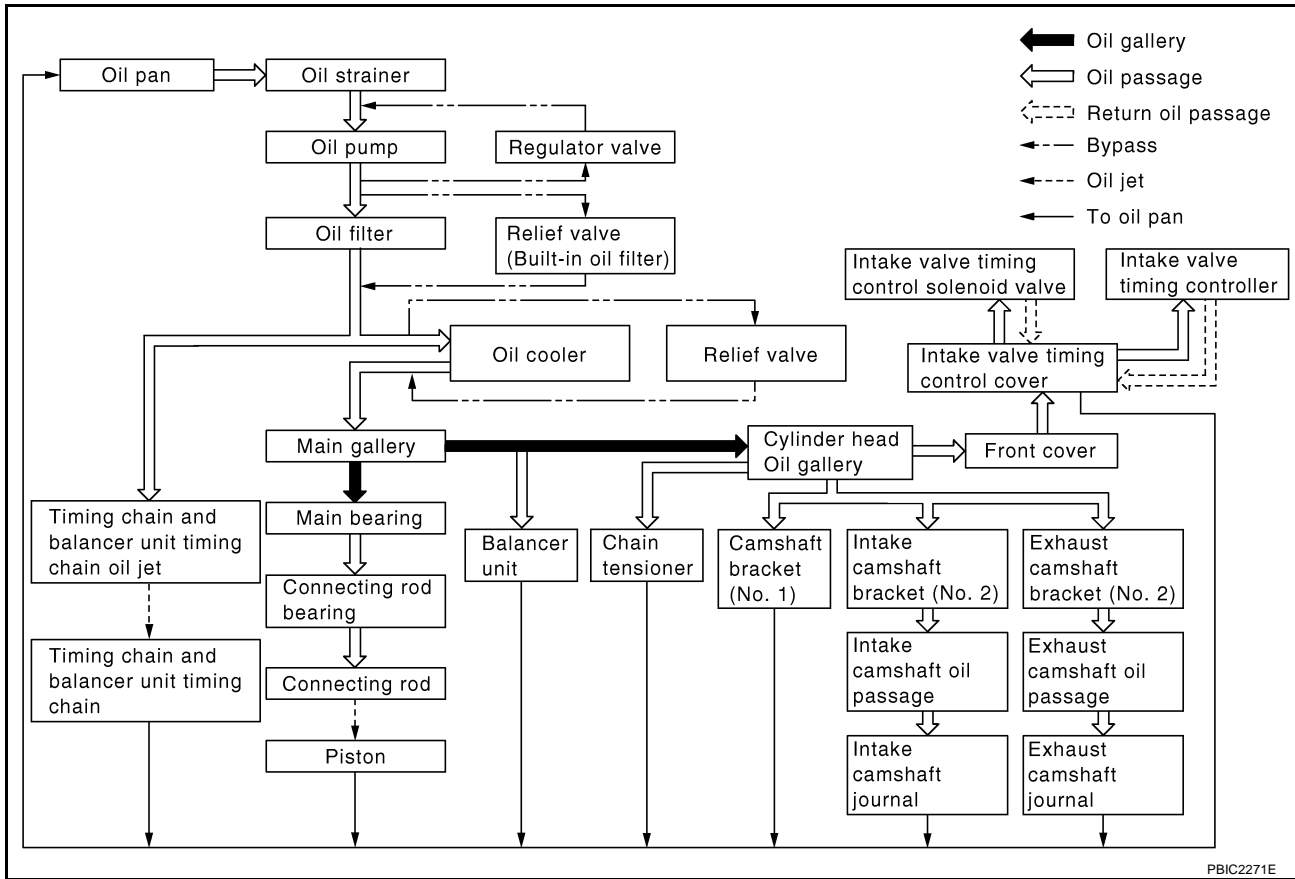 Oil gallery
Oil passage
Return oil passage
Bypass
Oil jet
To oil pan
Oil pan
Oil strainer
Oil pump
Regulator valve
Oil filter
Relief valve
(Built-in oil filter)
Intake valve timing
control solenoid valve
Intake valve
timing controller
Oil cooler
Relief valve
Intake valve timing
control cover
Main gallery
Cylinder head
Oil gallery
Front cover
Timing chain and
balancer unit timing
chain oil jet
Main bearing
Balancer
unit
Chain
tensioner
Camshaft
bracket
(No. 1)
Intake
camshaft
bracket (No. 2)
Exhaust
camshaft
bracket (No. 2)
Connecting rod
bearing
Timing chain and
balancer unit timing
chain
Connecting rod
Intake
camshaft oil
passage
Exhaust
camshaft oil
passage
Piston
Intake
camshaft
journal
Exhaust
camshaft
journal
PBIC2271E